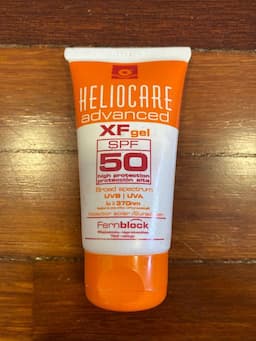 HELIOCARE
advanced
XF gel
SPF
50
high protection
protección alta
Broad spectrum
UVB | UVA
Fernblock